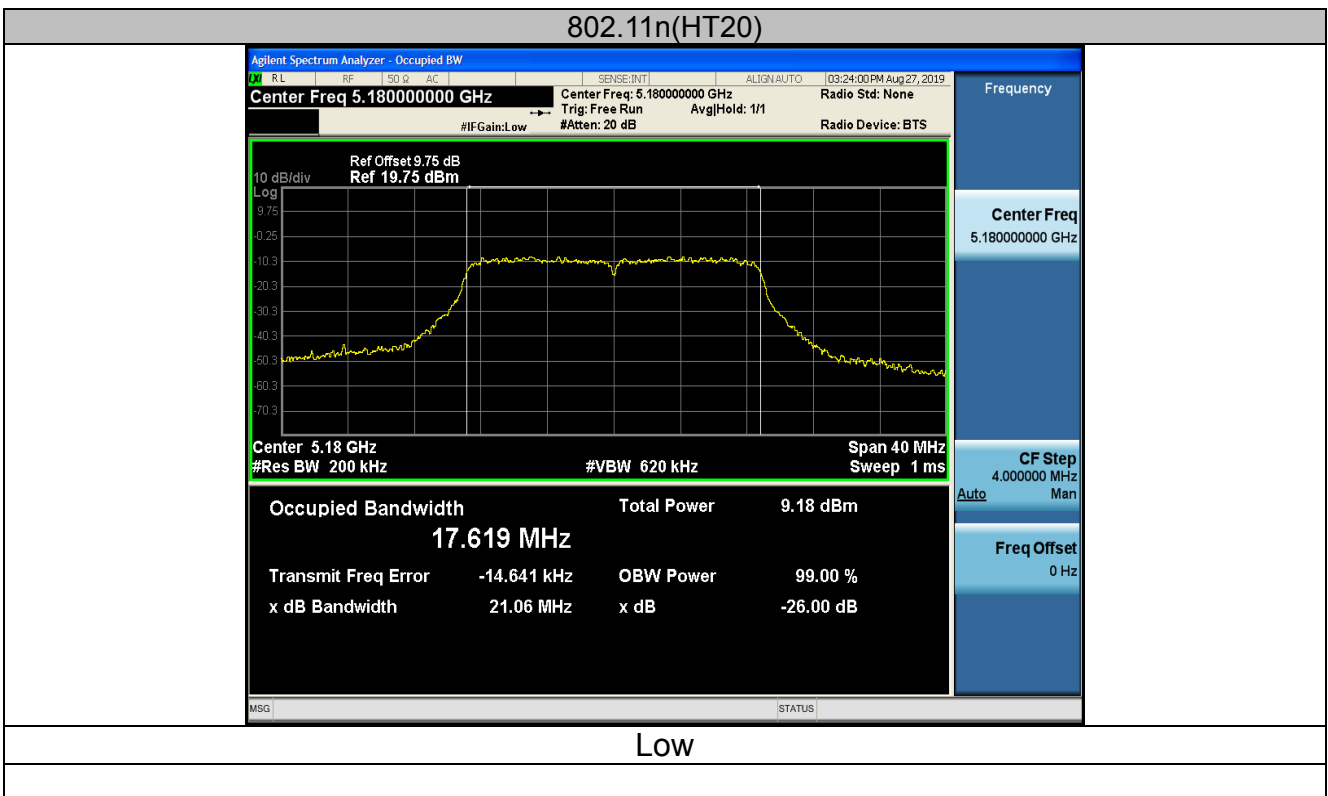 802.11n(HT20)
Agilent Spectrum Analyzer - Occupied BW
LXI RL RF 50 Ω AC SENSE:INT ALIGN AUTO 03:24:00 PM Aug 27, 2019
Center Freq 5.180000000 GHz
Center Freq: 5.180000000 GHz Radio Std: None
Trig: Free Run Avg|Hold: 1/1
#IFGain:Low #Atten: 20 dB Radio Device: BTS
Frequency
Ref Offset 9.75 dB
10 dB/div Ref 19.75 dBm
Log
9.75
-0.25
-10.3
-20.3
-30.3
-40.3
-50.3
-60.3
-70.3
Center 5.18 GHz Span 40 MHz
#Res BW 200 kHz #VBW 620 kHz Sweep 1 ms
Center Freq
5.180000000 GHz
CF Step
4.000000 MHz
Auto Man
Freq Offset
0 Hz
Occupied Bandwidth Total Power 9.18 dBm
17.619 MHz
Transmit Freq Error -14.641 kHz OBW Power 99.00 %
x dB Bandwidth 21.06 MHz x dB -26.00 dB
MSG STATUS
Low